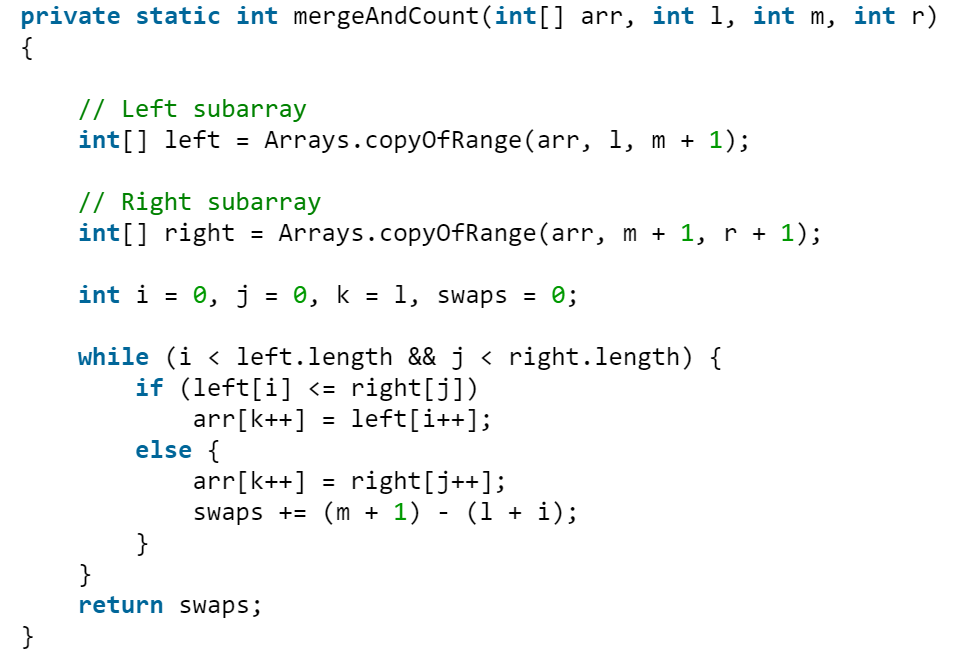 private static int mergeAndCount(int[] arr, int l, int m, int r)
{
// Left subarray
int[] left = Arrays.copyOfRange(arr, l, m + 1);
// Right subarray
int[] right = Arrays.copyOfRange(arr, m + 1, r + 1);
int i = 0, j = 0, k = l, swaps = 0;
while (i < left.length && j < right.length) {
if (left[i] <= right[j])
arr[k++] = left[i++];
else {
arr[k++] = right[j++];
swaps += (m + 1) - (l + i);
}
}
return swaps;
}